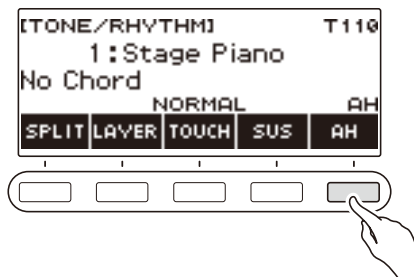 [TONE/RHYTHM] T110
1:Stage Piano
No Chord
NORMAL AH
SPLIT LAYER TOUCH SUS AH